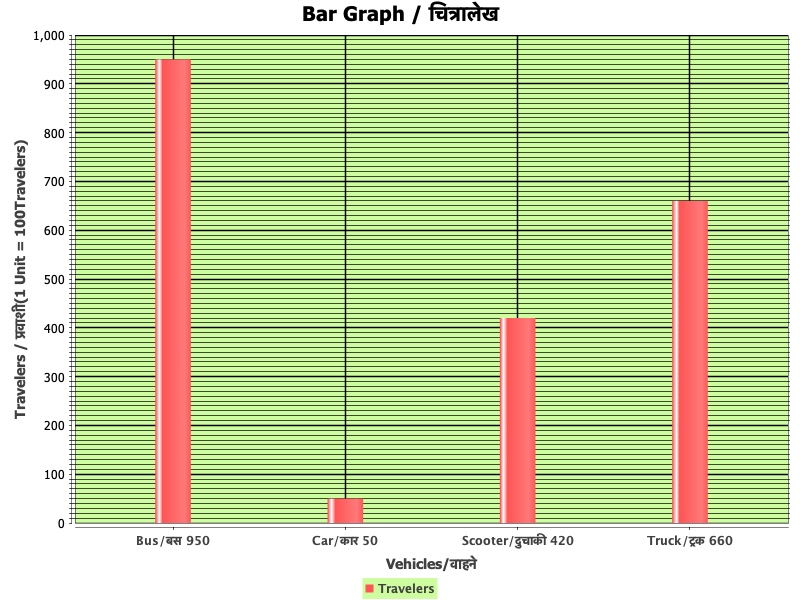 Bar Graph / चित्रालेख
Travelers / प्रवाशी(1 Unit = 100Travelers)
1,000
900
800
700
600
500
400
300
200
100
0
Bus/बस 950 Car/कार 50 Scooter/दुचाकी 420 Truck/ट्रक 660
Vehicles/वाहने
Travelers